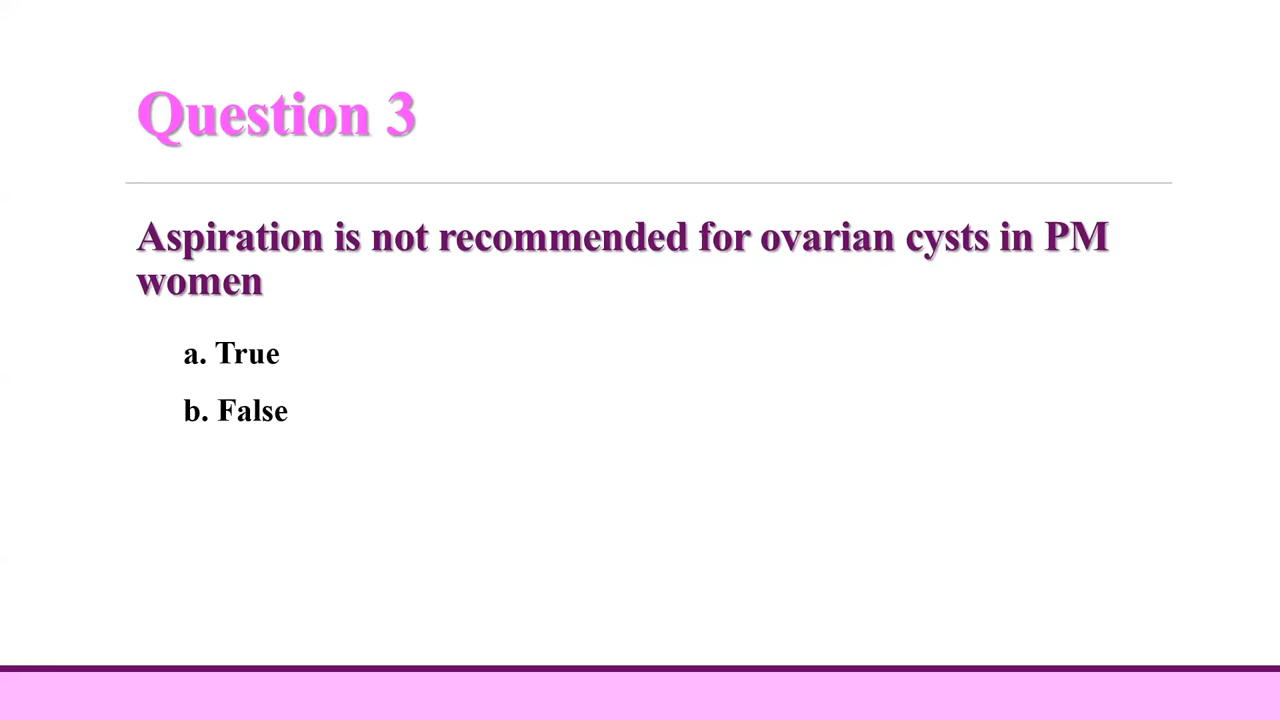 Question 3
Aspiration is not recommended for ovarian cysts in PM
women
a. True
b. False